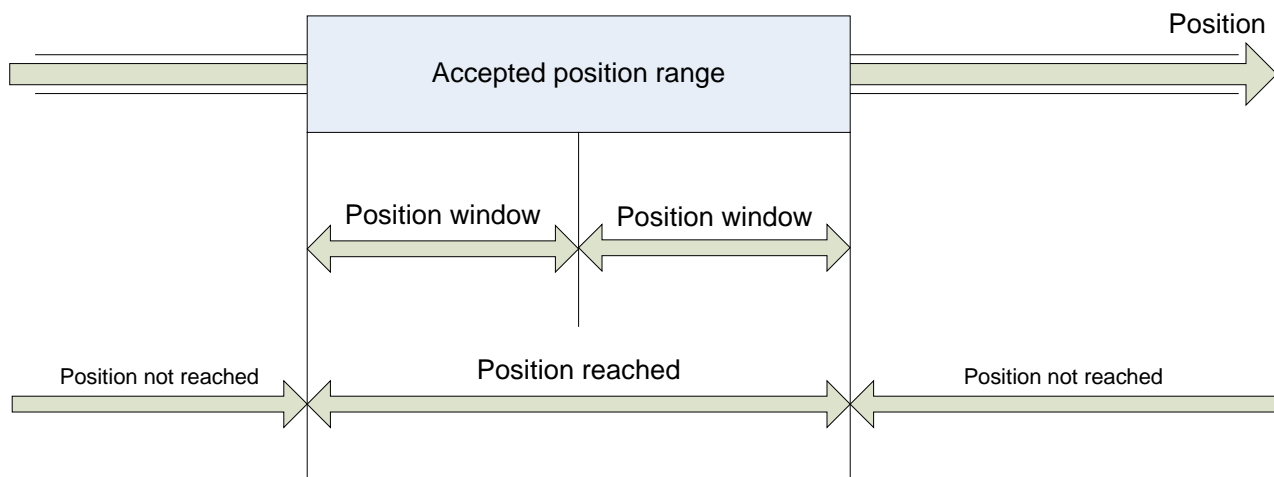 Position
Accepted position range
Position window
Position window
Position not reached
Position reached
Position not reached